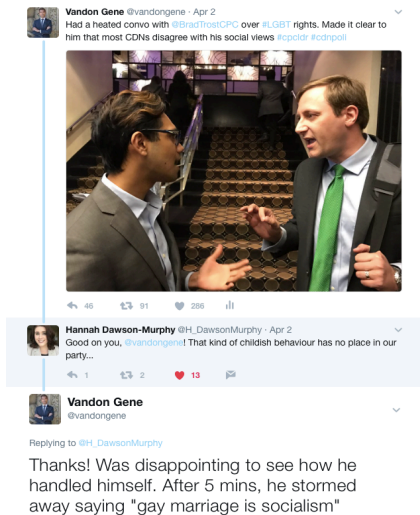 Vandon Gene @vandongene · Apr 2
Had a heated convo with @BradTrostCPC over #LGBT rights. Made it clear to
him that most CDNs disagree with his social views #cpcldr #cdnpoli
46 91 286
Hannah Dawson-Murphy @H_DawsonMurphy · Apr 2
Good on you, @vandongene! That kind of childish behaviour has no place in our
party...
1 2 13
Vandon Gene
@vandongene
Replying to @H_DawsonMurphy
Thanks! Was disappointing to see how he
handled himself. After 5 mins, he stormed
away saying "gay marriage is socialism"